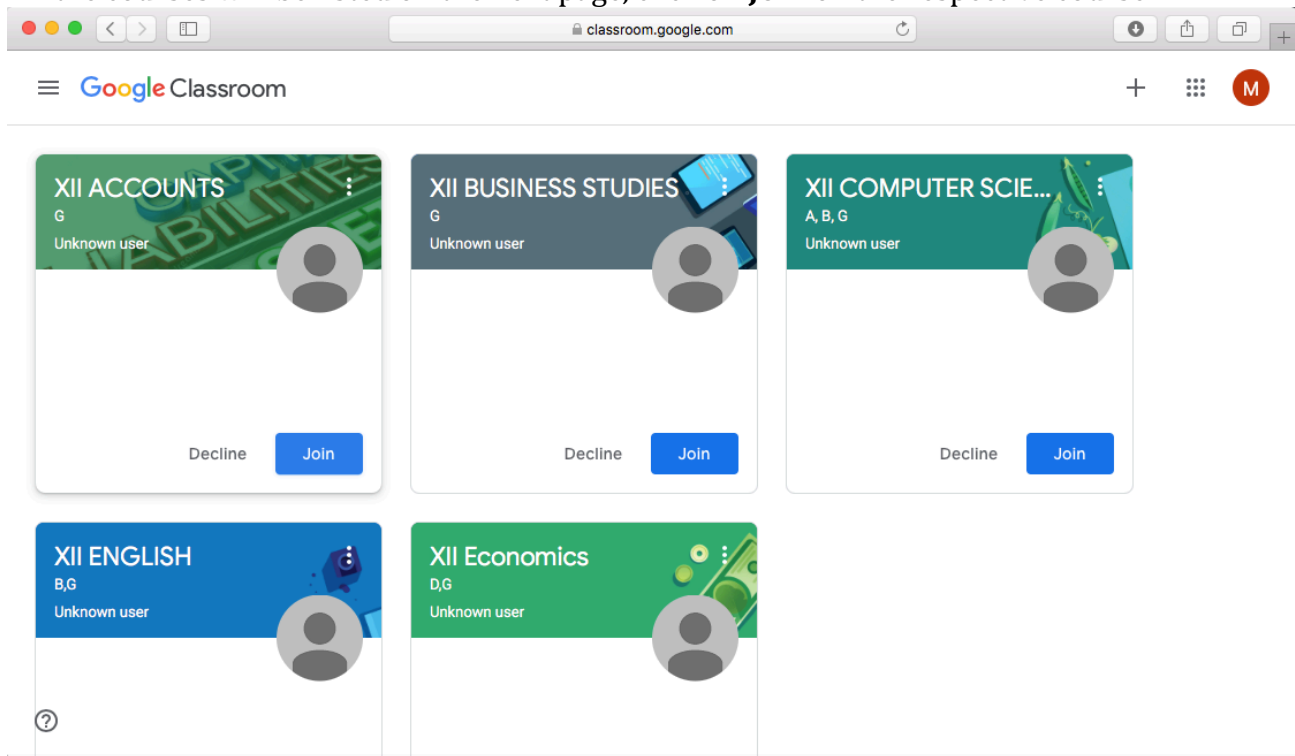 classroom.google.com
Google Classroom
M
XII ACCOUNTS
G
Unknown user
Decline
Join
XII BUSINESS STUDIES
G
Unknown user
Decline
Join
XII COMPUTER SCIE...
A, B, G
Unknown user
Decline
Join
XII ENGLISH
B,G
Unknown user
XII Economics
D,G
Unknown user